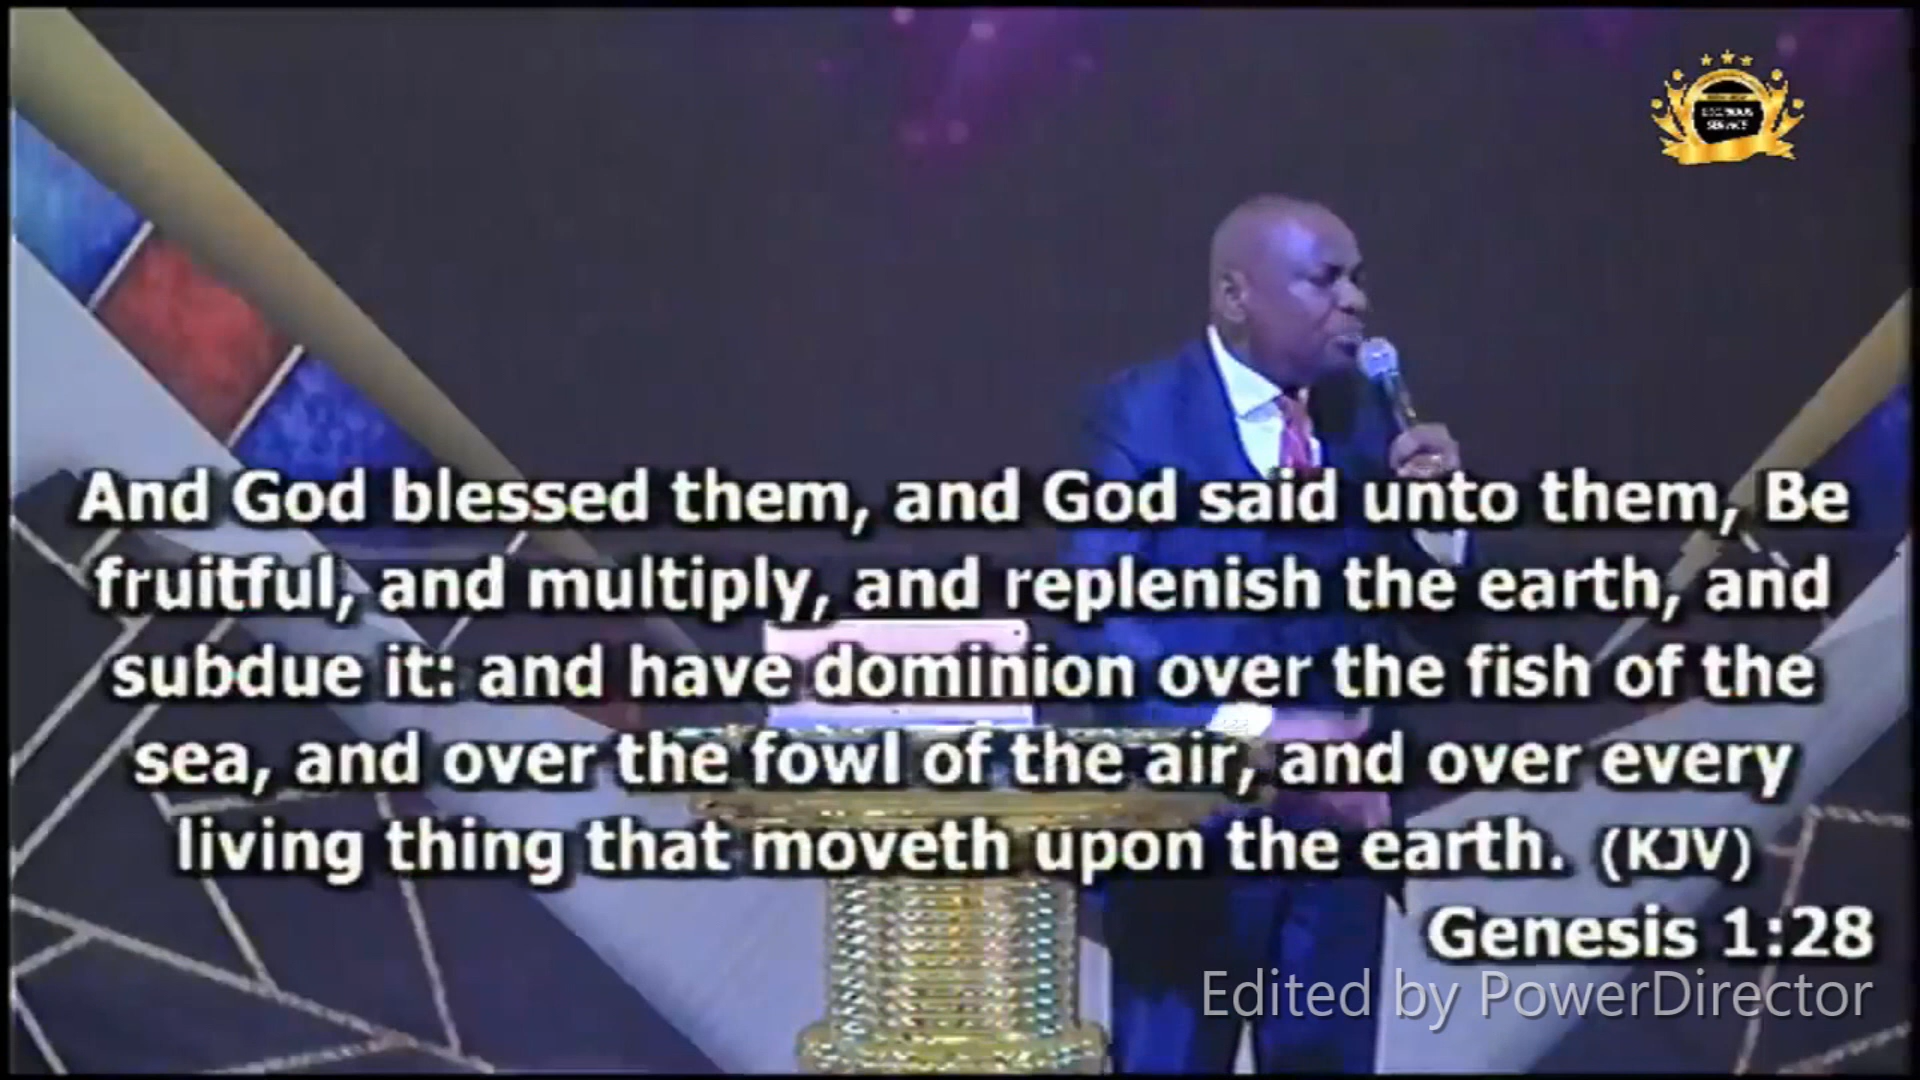 And God blessed them, and God said unto them, Be
fruitful, and multiply, and replenish the earth, and
subdue it: and have dominion over the fish of the
sea, and over the fowl of the air, and over every
living thing that moveth upon the earth. (KJV)
Genesis 1:28
Edited by PowerDirector